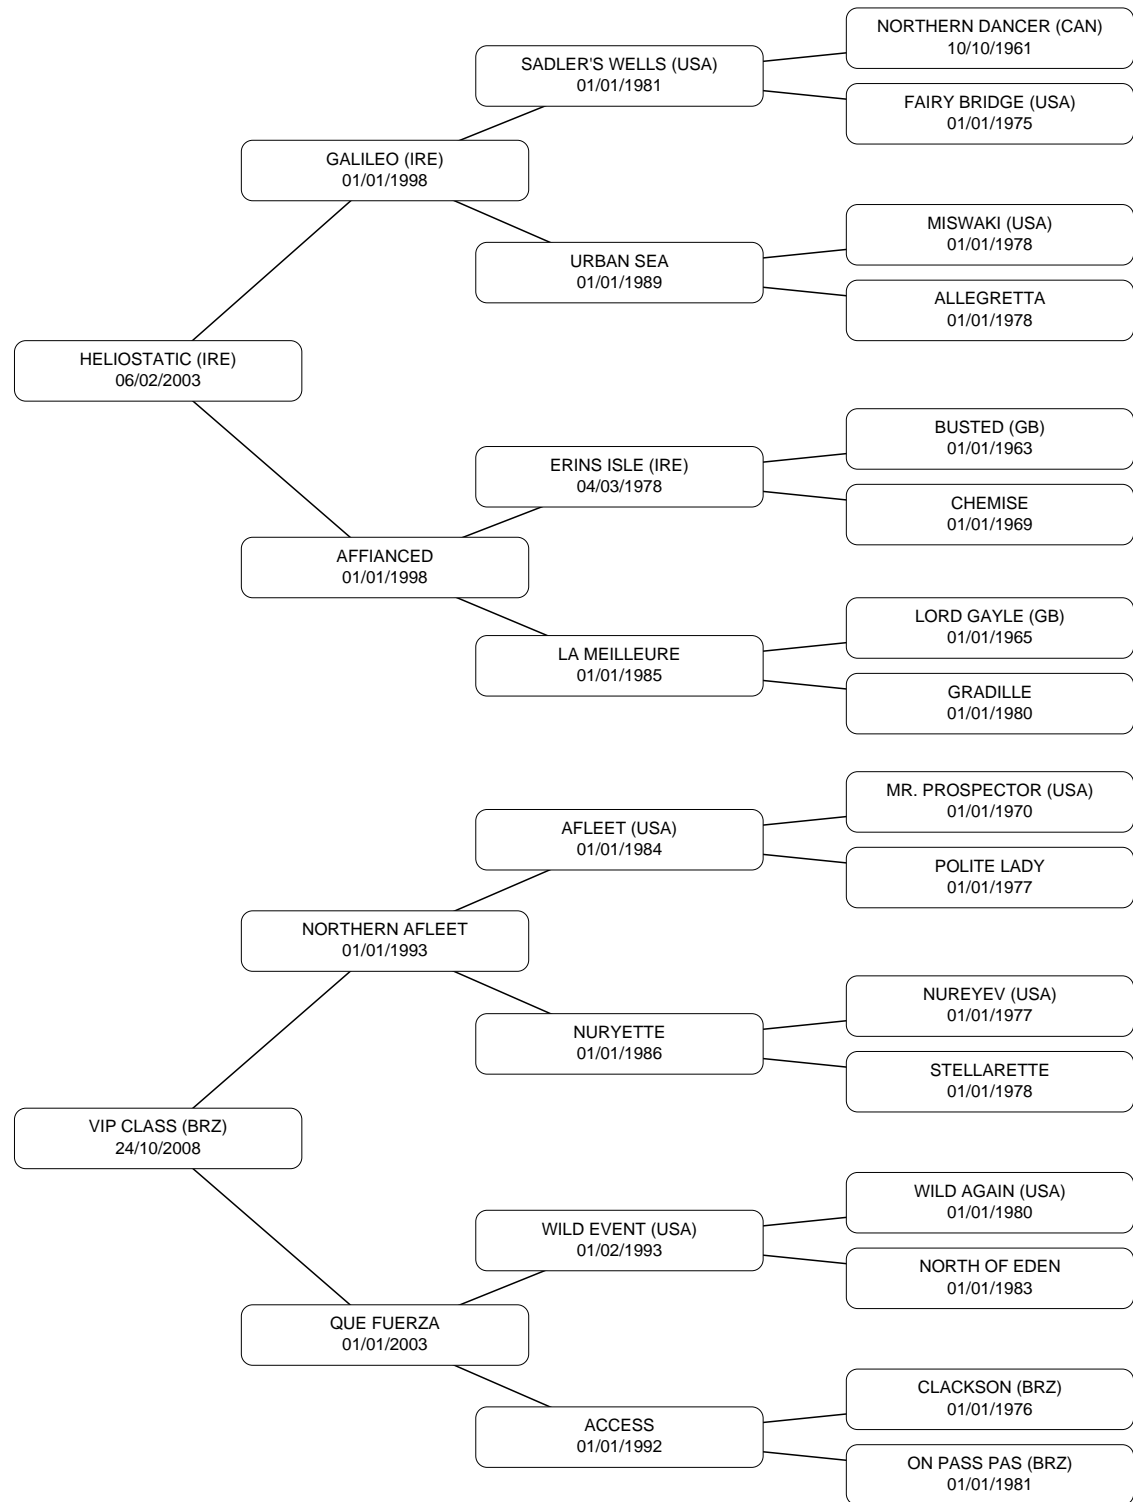 NORTHERN DANCER (CAN)
10/10/1961
SADLER'S WELLS (USA)
01/01/1981
FAIRY BRIDGE (USA)
01/01/1975
GALILEO (IRE)
01/01/1998
MISWAKI (USA)
01/01/1978
URBAN SEA
01/01/1989
ALLEGRETTA
01/01/1978
HELIOSTATIC (IRE)
06/02/2003
BUSTED (GB)
01/01/1963
ERINS ISLE (IRE)
04/03/1978
CHEMISE
01/01/1969
AFFIANCED
01/01/1998
LORD GAYLE (GB)
01/01/1965
LA MEILLEURE
01/01/1985
GRADILLE
01/01/1980
MR. PROSPECTOR (USA)
01/01/1970
AFLEET (USA)
01/01/1984
POLITE LADY
01/01/1977
NORTHERN AFLEET
01/01/1993
NUREYEV (USA)
01/01/1977
NURYETTE
01/01/1986
STELLARETTE
01/01/1978
VIP CLASS (BRZ)
24/10/2008
WILD AGAIN (USA)
01/01/1980
WILD EVENT (USA)
01/02/1993
NORTH OF EDEN
01/01/1983
QUE FUERZA
01/01/2003
CLACKSON (BRZ)
01/01/1976
ACCESS
01/01/1992
ON PASS PAS (BRZ)
01/01/1981